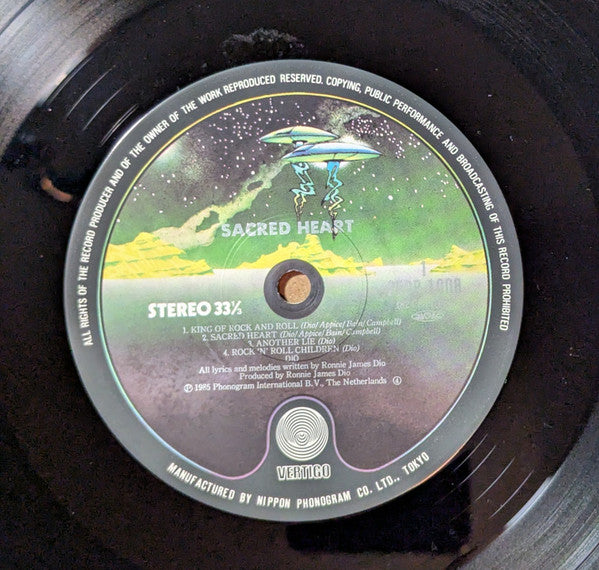 ALL RIGHTS OF THE RECORD PRODUCER AND OF THE OWNER OF THE WORK REPRODUCED RESERVED. COPYING, PUBLIC PERFORMANCE AND BROADCASTING OF THIS RECORD PROHIBITED
SACRED HEART
1
STEREO 33⅓
1. KING OF ROCK AND ROLL (Dio/Appice/Bain/Campbell)
2. SACRED HEART (Dio/Appice/Bain/Campbell)
3. ANOTHER LIE (Dio)
4. ROCK 'N' ROLL CHILDREN (Dio)
DIO
All lyrics and melodies written by Ronnie James Dio
Produced by Ronnie James Dio
Ⓟ 1985 Phonogram International B.V., The Netherlands ④
VERTIGO
MANUFACTURED BY NIPPON PHONOGRAM CO. LTD., TOKYO